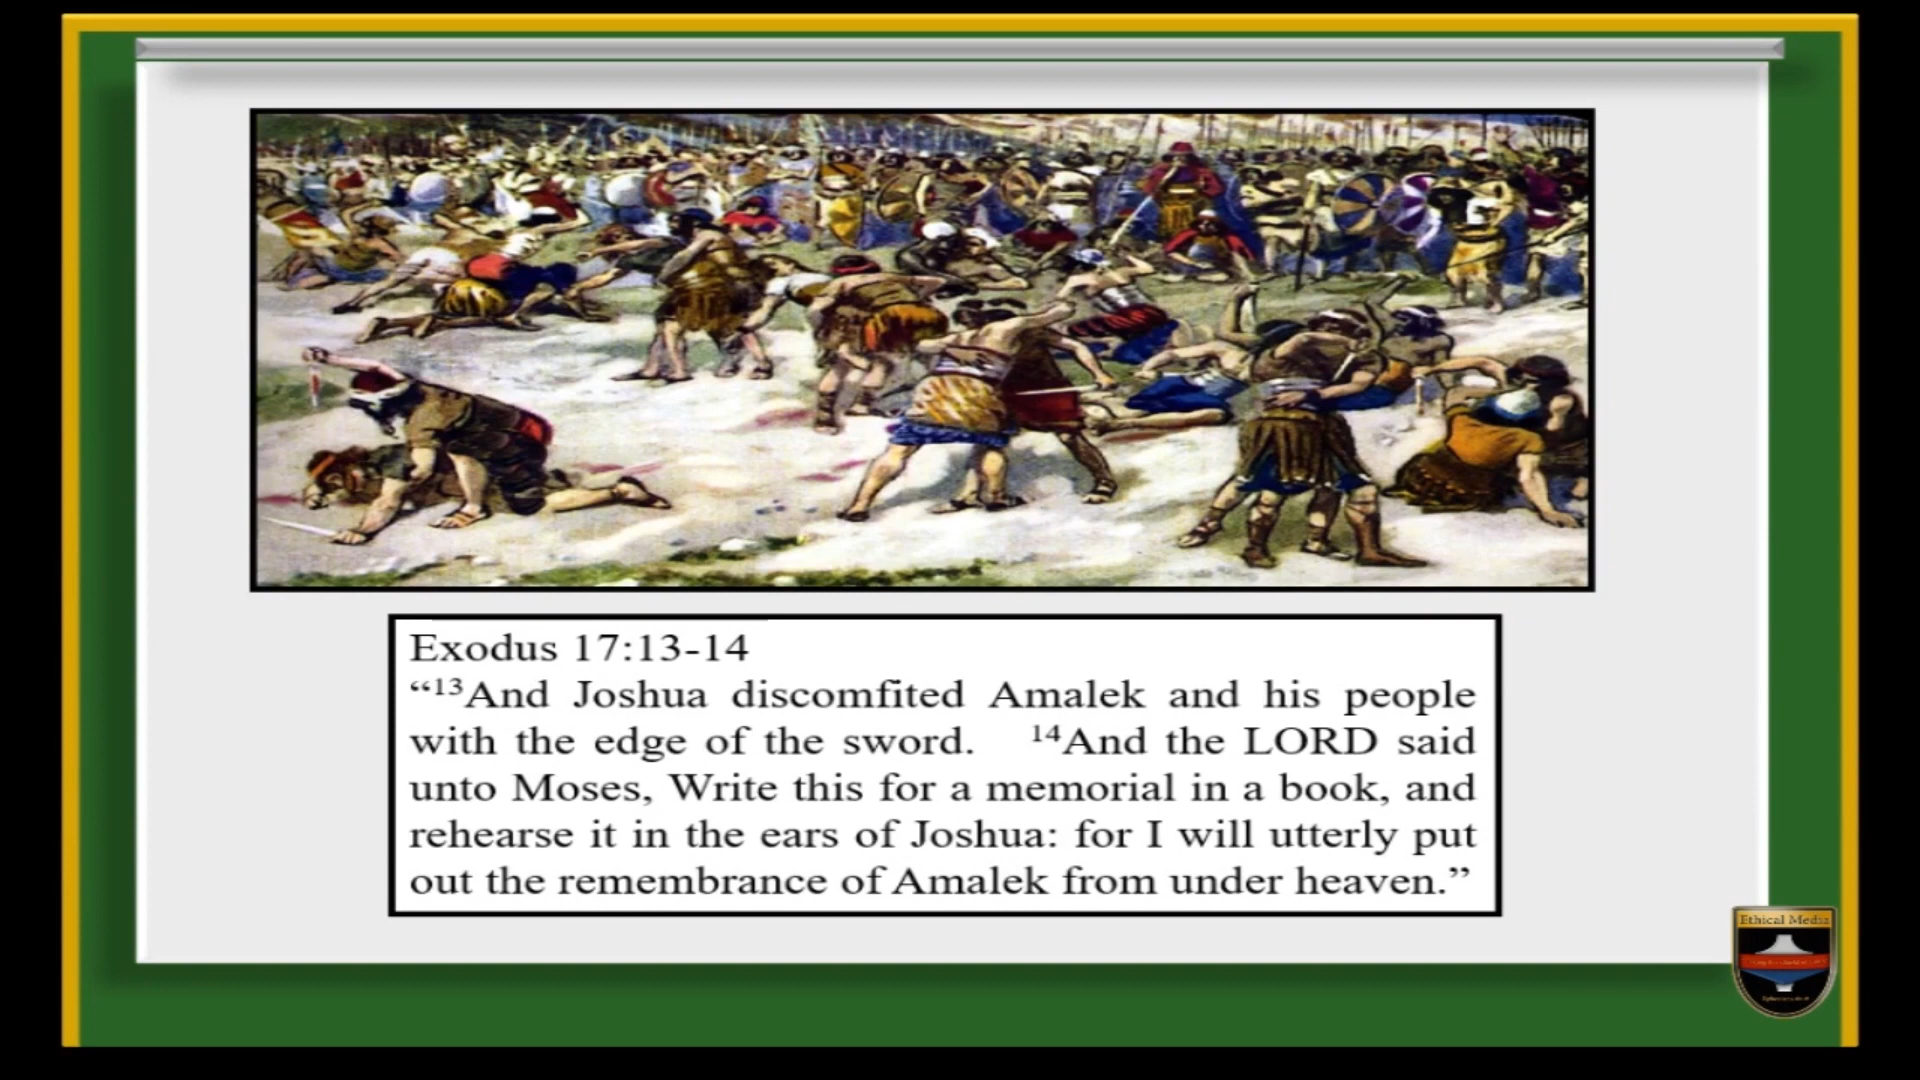 Exodus 17:13-14
“¹³And Joshua discomfited Amalek and his people
with the edge of the sword. ¹⁴And the LORD said
unto Moses, Write this for a memorial in a book, and
rehearse it in the ears of Joshua: for I will utterly put
out the remembrance of Amalek from under heaven.”
Ethical Media